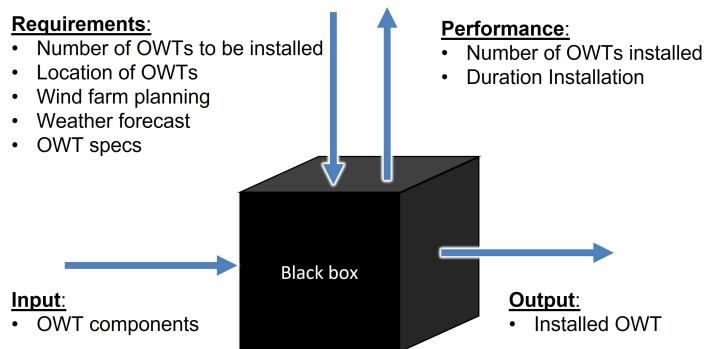 Requirements:
• Number of OWTs to be installed
• Location of OWTs
• Wind farm planning
• Weather forecast
• OWT specs
Performance:
• Number of OWTs installed
• Duration Installation
Black box
Input:
• OWT components
Output:
• Installed OWT